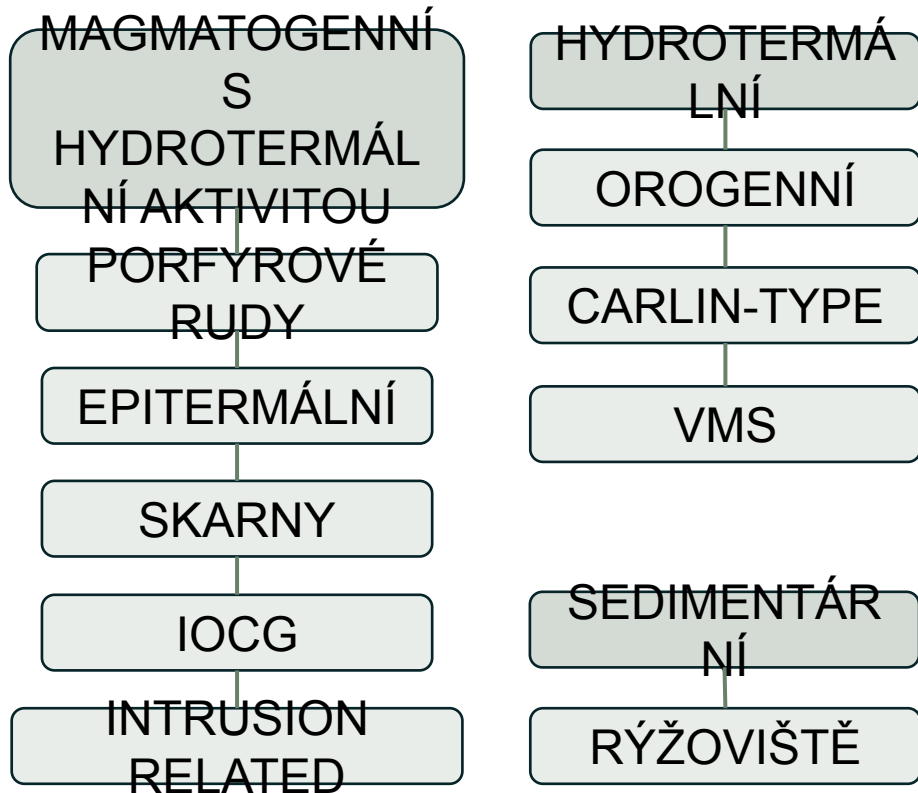 MAGMATOGENNÍ
S
HYDROTERMÁL
NÍ AKTIVITOU
PORFYROVÉ
RUDY
EPITERMÁLNÍ
SKARNY
IOCG
INTRUSION
RELATED
HYDROTERMÁ
LNÍ
OROGENNÍ
CARLIN-TYPE
VMS
SEDIMENTÁR
NÍ
RÝŽOVIŠTĚ